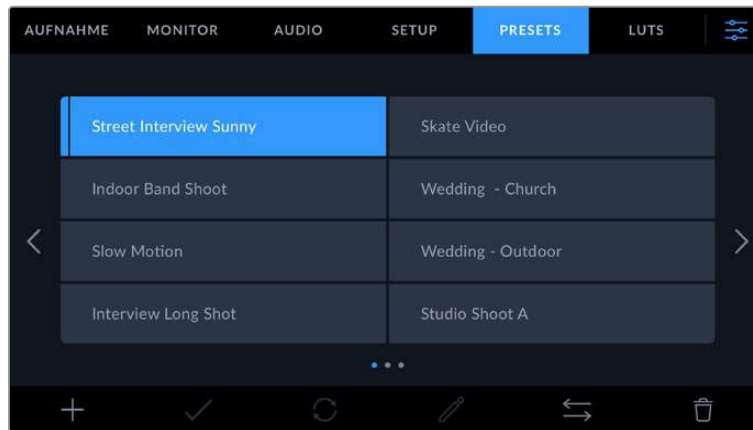 AUFNAHME MONITOR AUDIO SETUP PRESETS LUTS
Street Interview Sunny Skate Video
Indoor Band Shoot Wedding - Church
Slow Motion Wedding - Outdoor
Interview Long Shot Studio Shoot A